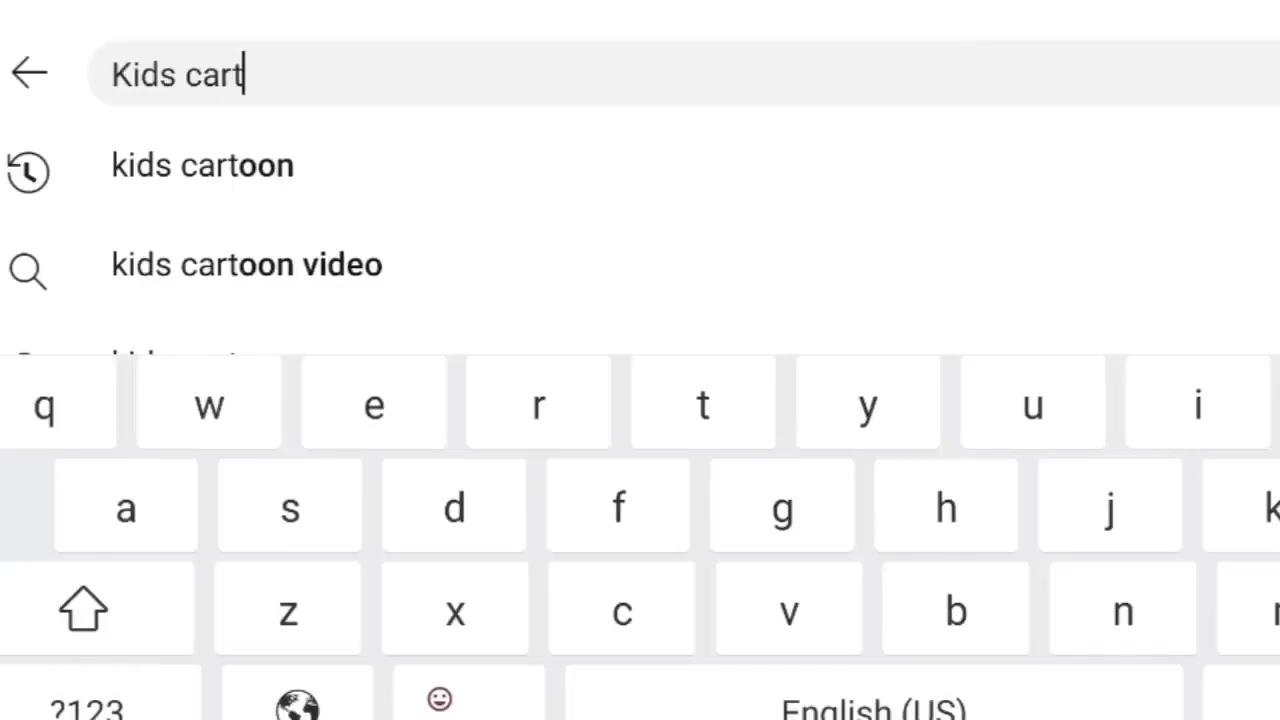 Kids cart
kids cartoon
kids cartoon video
q w e r t y u i
a s d f g h j k
z x c v b n
?123 English (US)